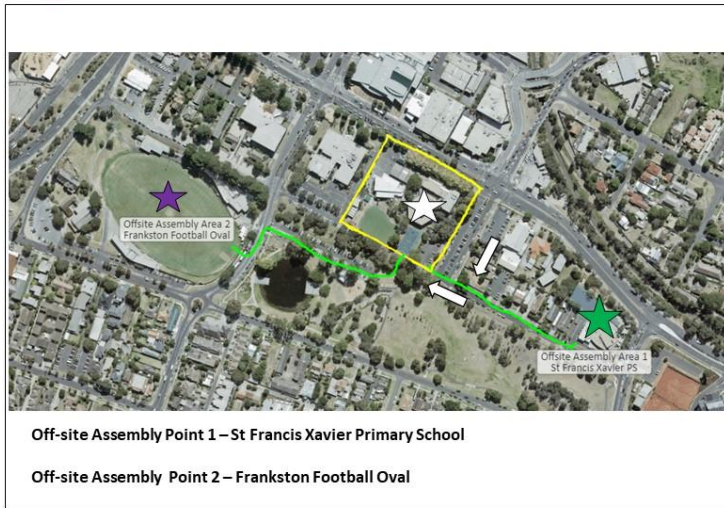 Offsite Assembly Area 2
Frankston Football Oval
Offsite Assembly Area 1
St Francis Xavier PS
Off-site Assembly Point 1 – St Francis Xavier Primary School
Off-site Assembly Point 2 – Frankston Football Oval